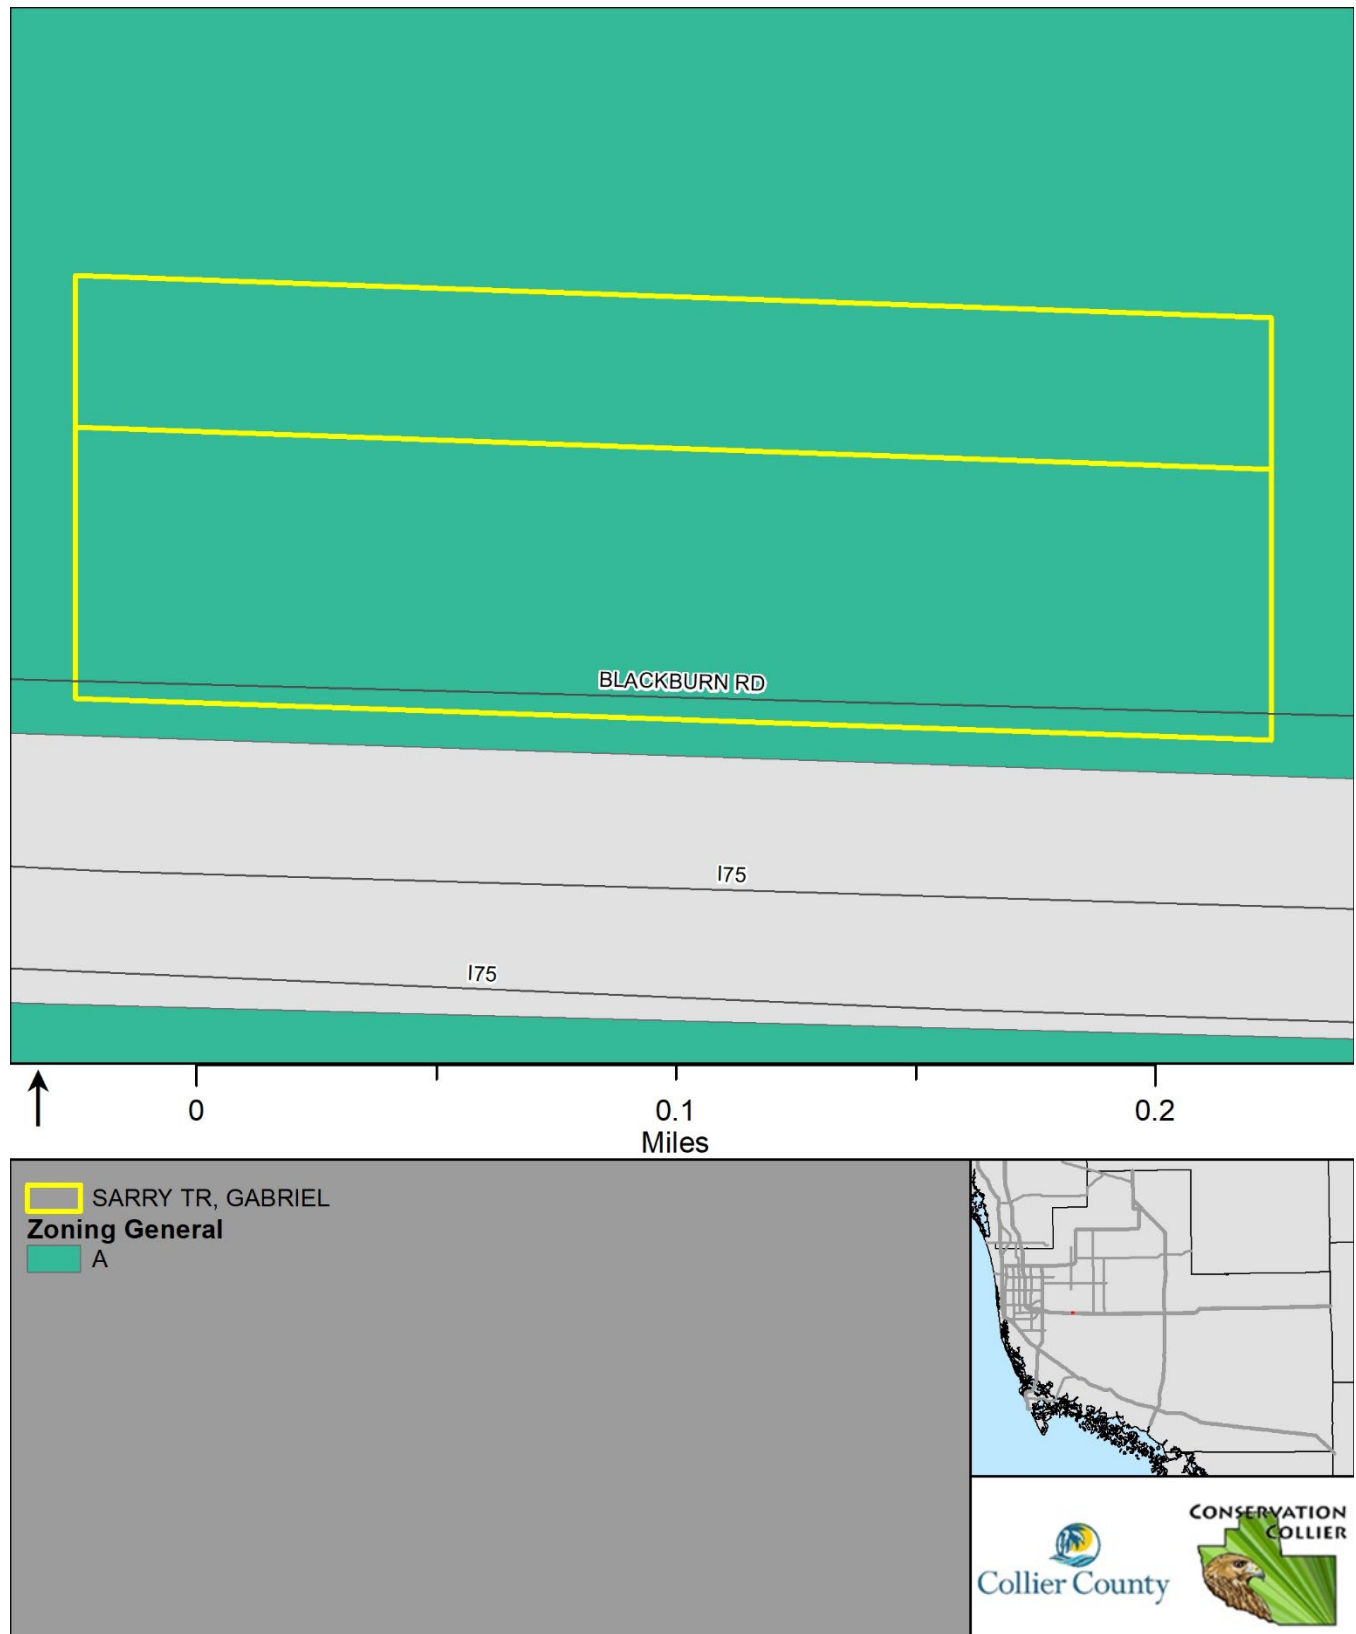 BLACKBURN RD
I75
I75
0 0.1 0.2
Miles
SARRY TR, GABRIEL
Zoning General
A
CONSERVATION
COLLIER
Collier County